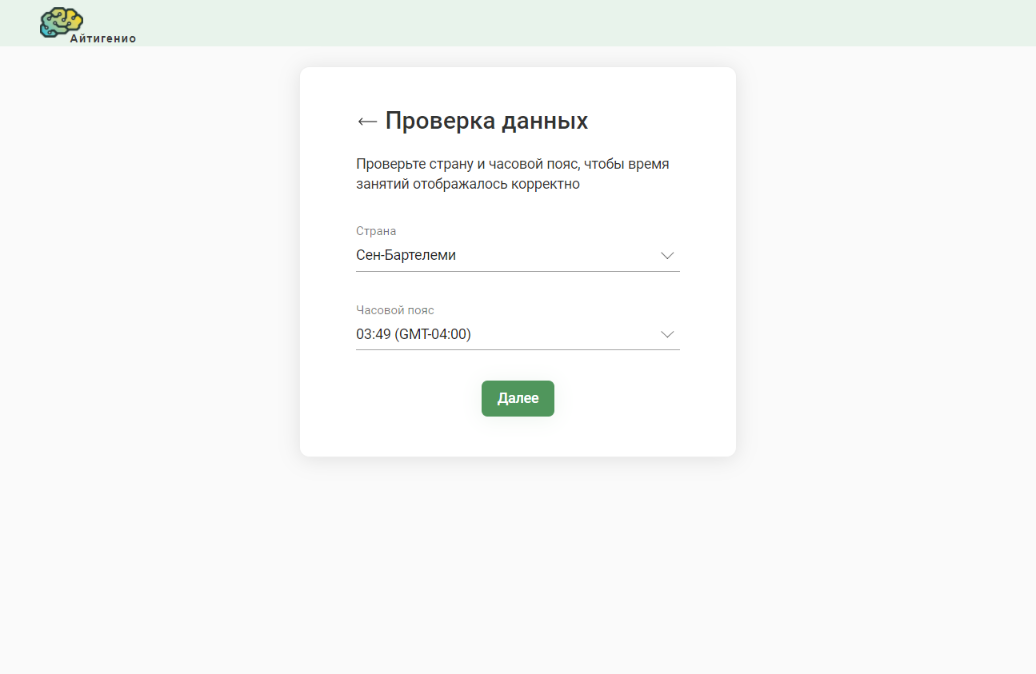 Айтигенио
← Проверка данных
Проверьте страну и часовой пояс, чтобы время
занятий отображалось корректно
Страна
Сен-Бартелеми
Часовой пояс
03:49 (GMT-04:00)
Далее